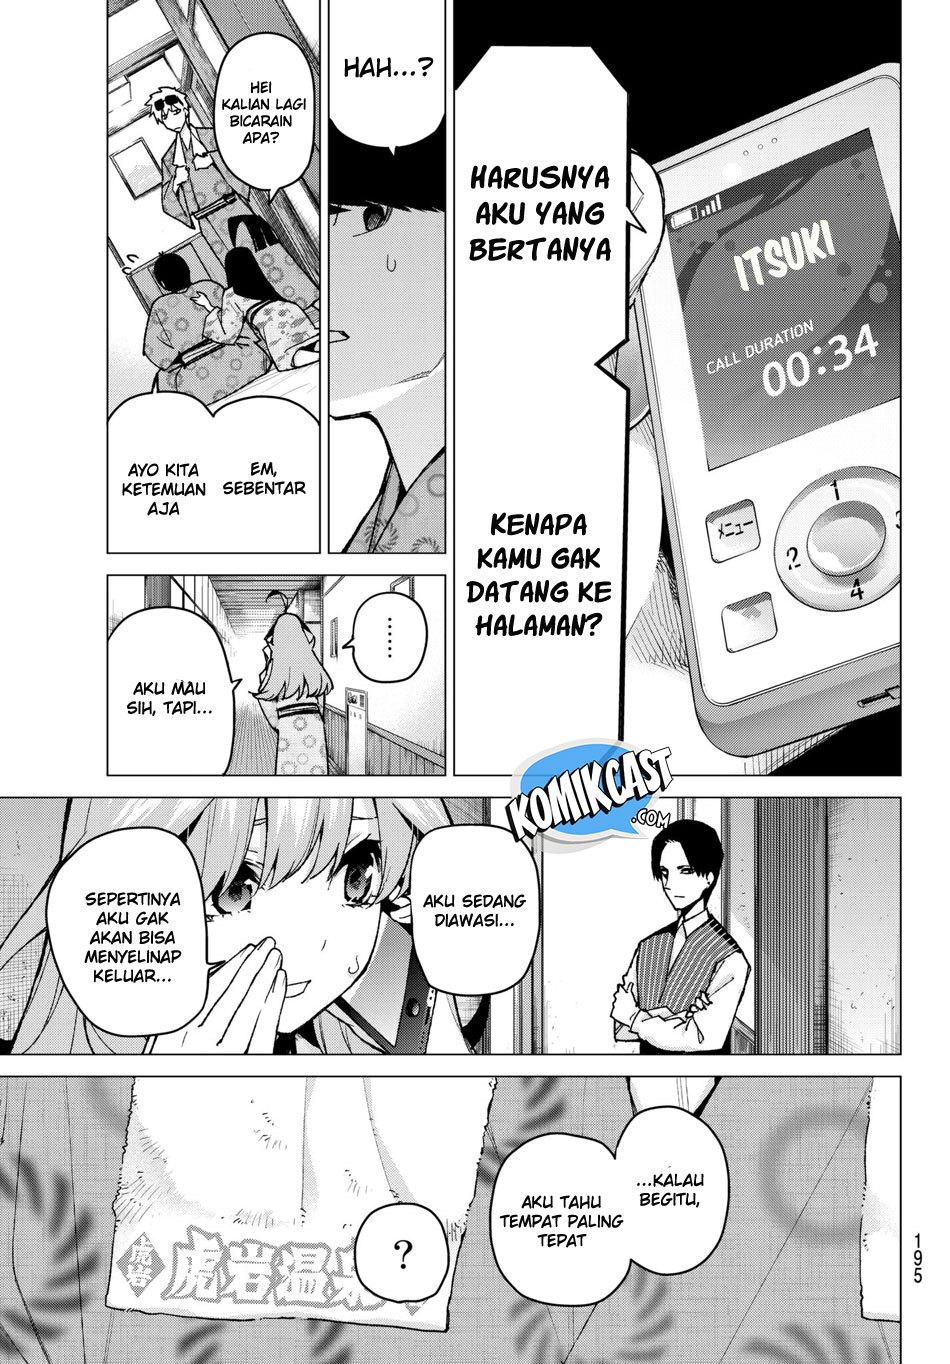 HARUSNYA
AKU YANG
BERTANYA
ITSUKI
CALL DURATION
00:34
メニュー
1
2
3
4
KENAPA
KAMU GAK
DATANG KE
HALAMAN?
HAH...?
HEI
KALIAN LAGI
BICARAIN
APA?
EM,
SEBENTAR
AYO KITA
KETEMUAN
AJA
......
AKU MAU
SIH, TAPI...
KOMIKCAST
.COM
AKU SEDANG
DIAWASI...
SEPERTINYA
AKU GAK
AKAN BISA
MENYELINAP
KELUAR...
...KALAU
BEGITU,
AKU TAHU
TEMPAT PALING
TEPAT
?
虎岩
虎岩温泉
195